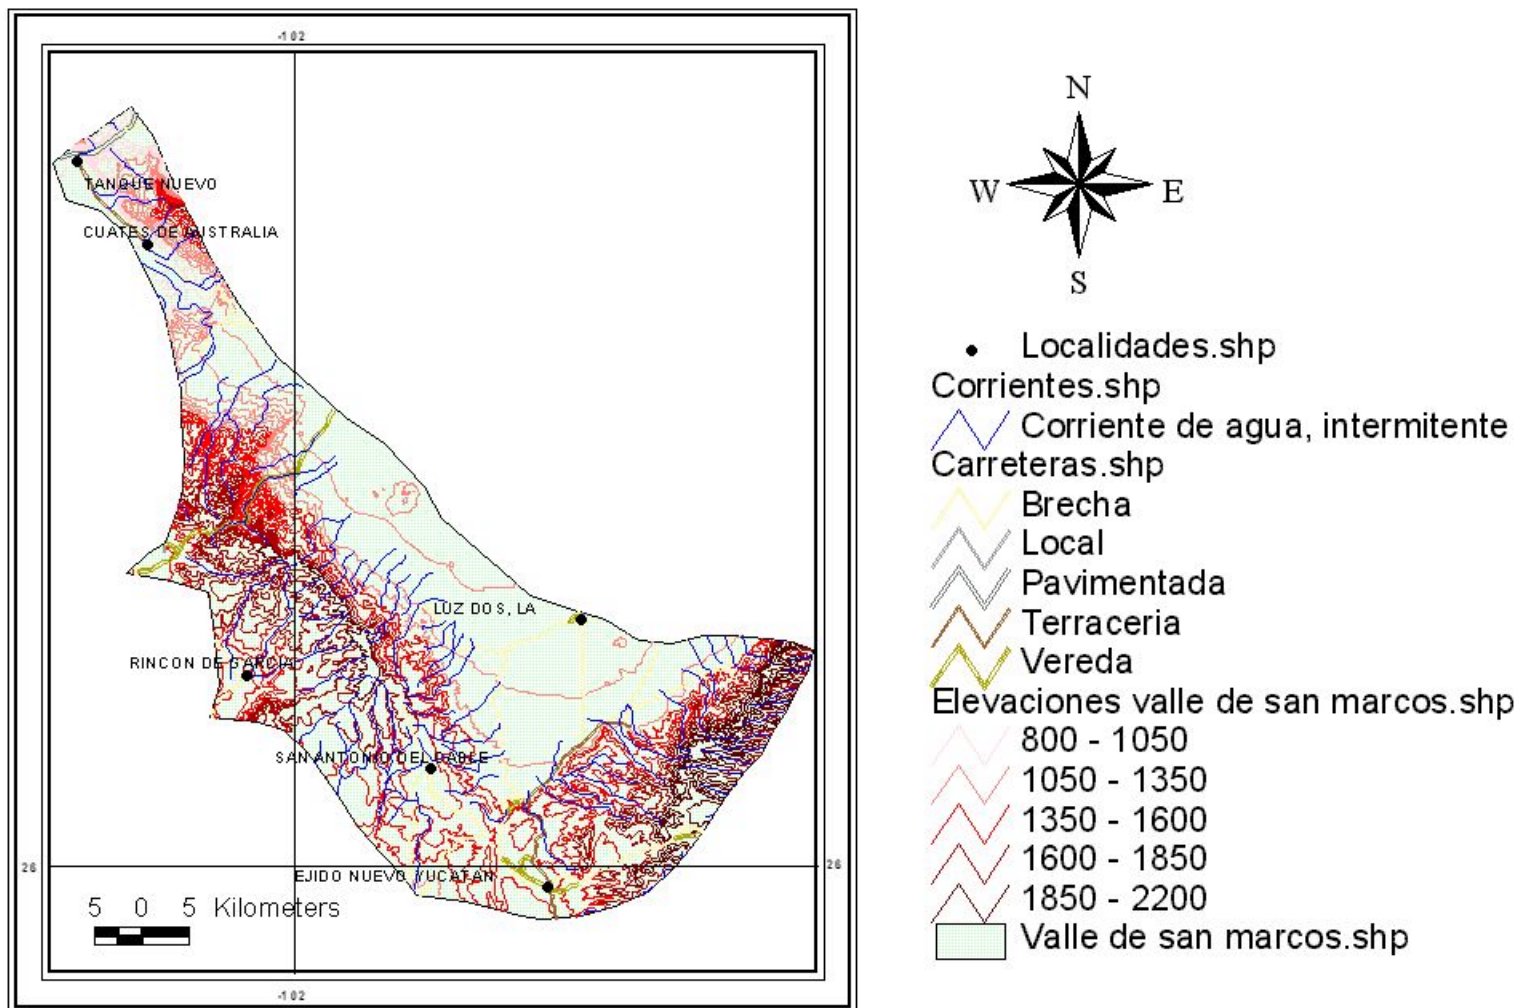 -102
TANQUE NUEVO
CUATES DE AUSTRALIA
LUZ DOS, LA
RINCON DE GARCIA
SAN ANTONIO DEL CABLE
26
26
EJIDO NUEVO YUCATAN
5 0 5 Kilometers
-102
N
W E
S
Localidades.shp
Corrientes.shp
Corriente de agua, intermitente
Carreteras.shp
Brecha
Local
Pavimentada
Terraceria
Vereda
Elevaciones valle de san marcos.shp
800 - 1050
1050 - 1350
1350 - 1600
1600 - 1850
1850 - 2200
Valle de san marcos.shp